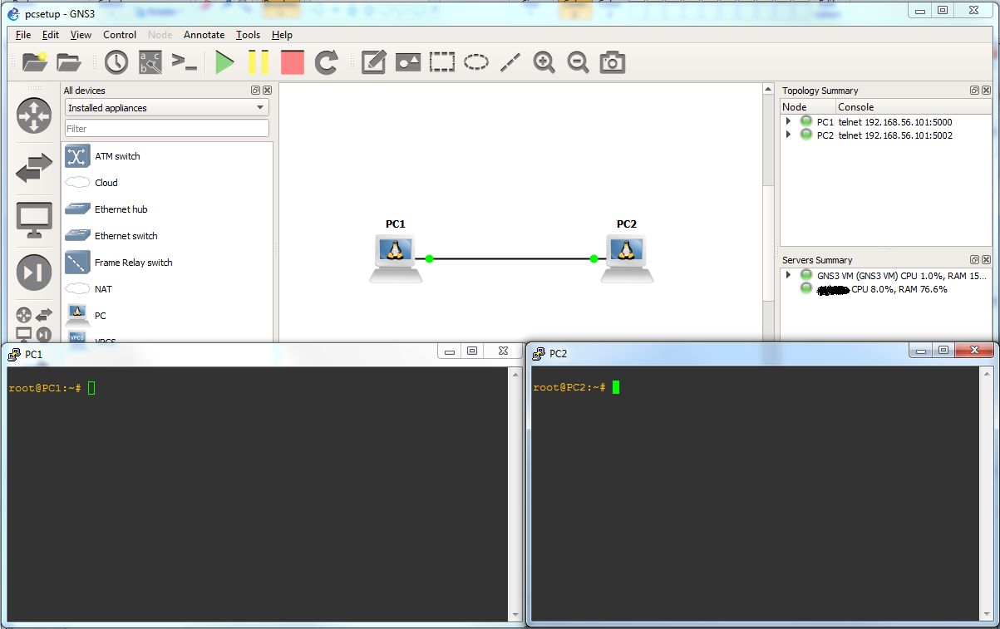 pcsetup - GNS3
File Edit View Control Node Annotate Tools Help
All devices
Installed appliances
Filter
ATM switch
Cloud
Ethernet hub
Ethernet switch
Frame Relay switch
NAT
PC
VPCS
VPCS
PC1
PC2
Topology Summary
Node Console
PC1 telnet 192.168.56.101:5000
PC2 telnet 192.168.56.101:5002
Servers Summary
GNS3 VM (GNS3 VM) CPU 1.0%, RAM 15...
CPU 8.0%, RAM 76.6%
PC1
root@PC1:~#
PC2
root@PC2:~#